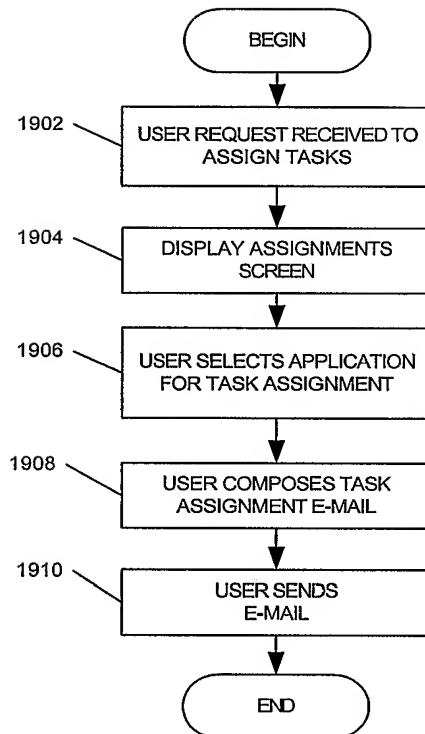 BEGIN
1902
USER REQUEST RECEIVED TO
ASSIGN TASKS
1904
DISPLAY ASSIGNMENTS
SCREEN
1906
USER SELECTS APPLICATION
FOR TASK ASSIGNMENT
1908
USER COMPOSES TASK
ASSIGNMENT E-MAIL
1910
USER SENDS
E-MAIL
END